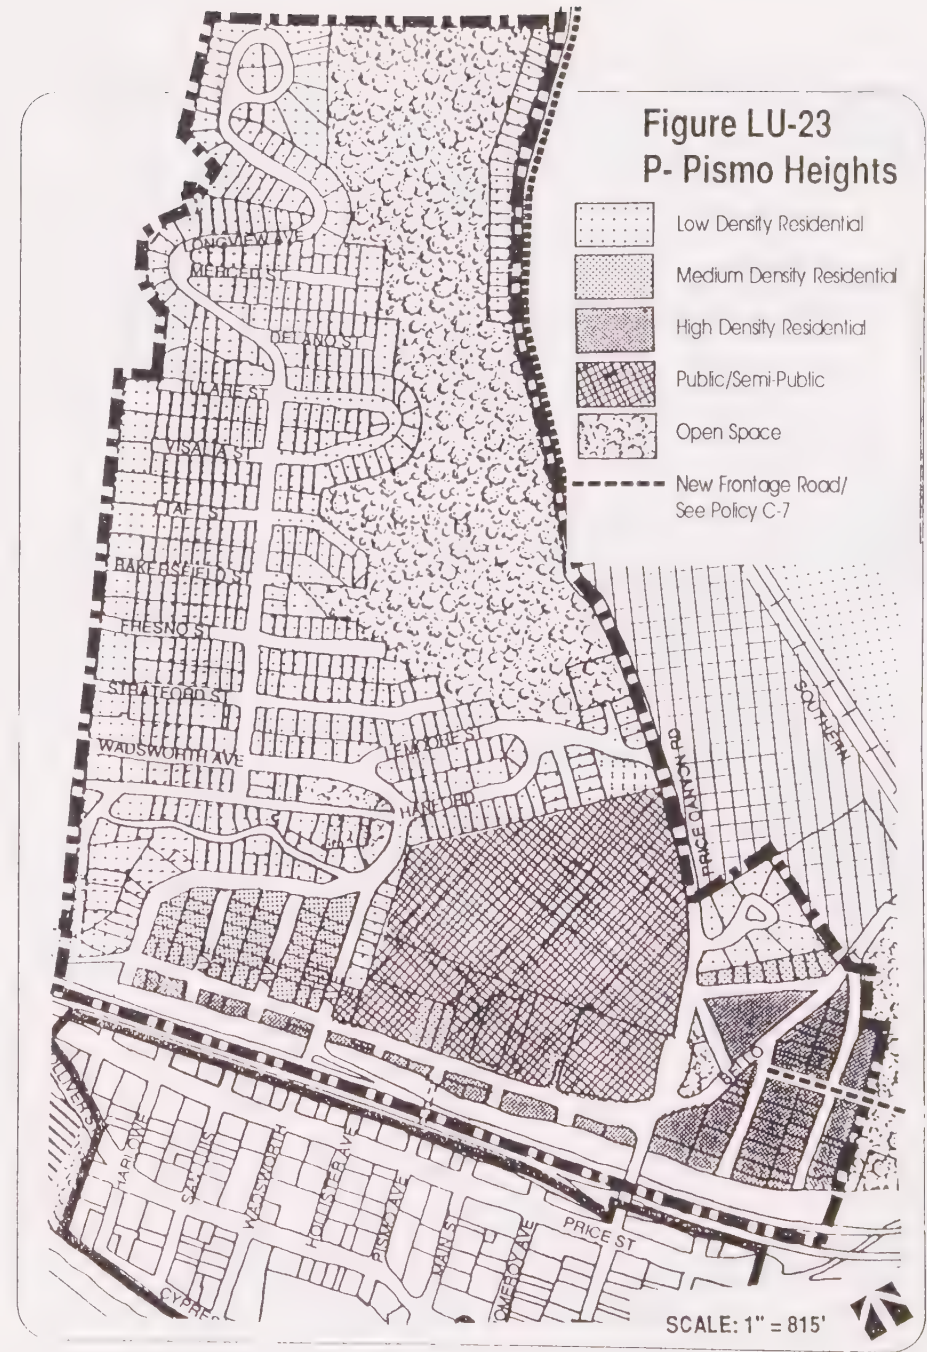 Figure LU-23
P- Pismo Heights
Low Density Residential
Medium Density Residential
High Density Residential
Public/Semi-Public
Open Space
New Frontage Road/
See Policy C-7
LONGVIEW AVE
MERCED ST
DELANO ST
TULARE ST
VISALIA ST
TAFT ST
BAKERSFIELD ST
FRESNO ST
STRATFORD ST
LEMOORE ST
WADSWORTH AVE
HANFORD
PRICE CANYON RD
SOUTHERN
HARLOWE
WADSWORTH
HOLLISTER AVE
PISMO AVE
MAIN ST
POMEROY AVE
PRICE ST
CYPRES
SCALE: 1" = 815'